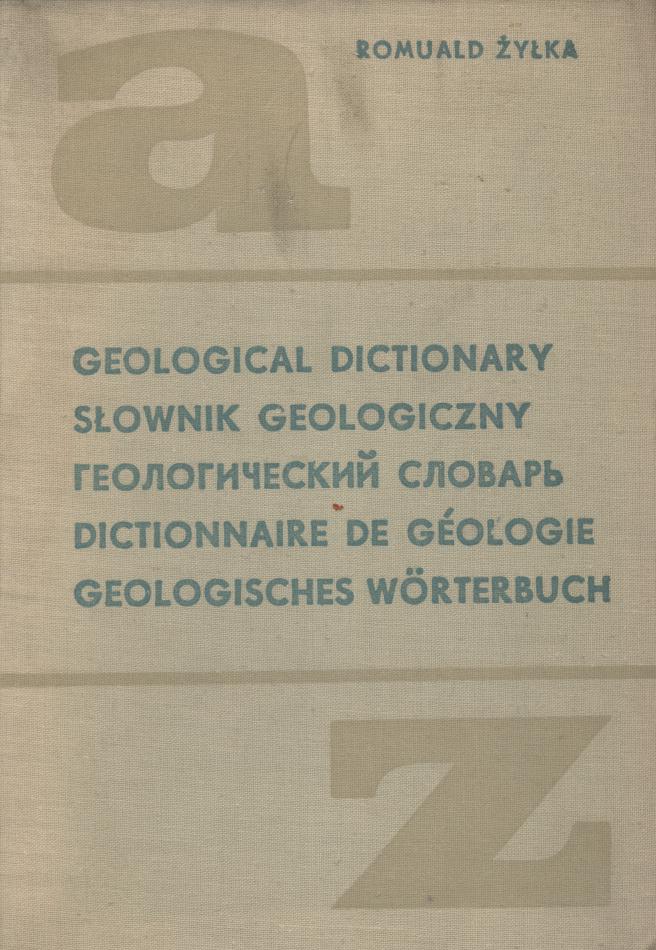 a
ROMUALD ŻYŁKA
GEOLOGICAL DICTIONARY
SŁOWNIK GEOLOGICZNY
ГЕОЛОГИЧЕСКИЙ СЛОВАРЬ
DICTIONNAIRE DE GÉOLOGIE
GEOLOGISCHES WÖRTERBUCH
z